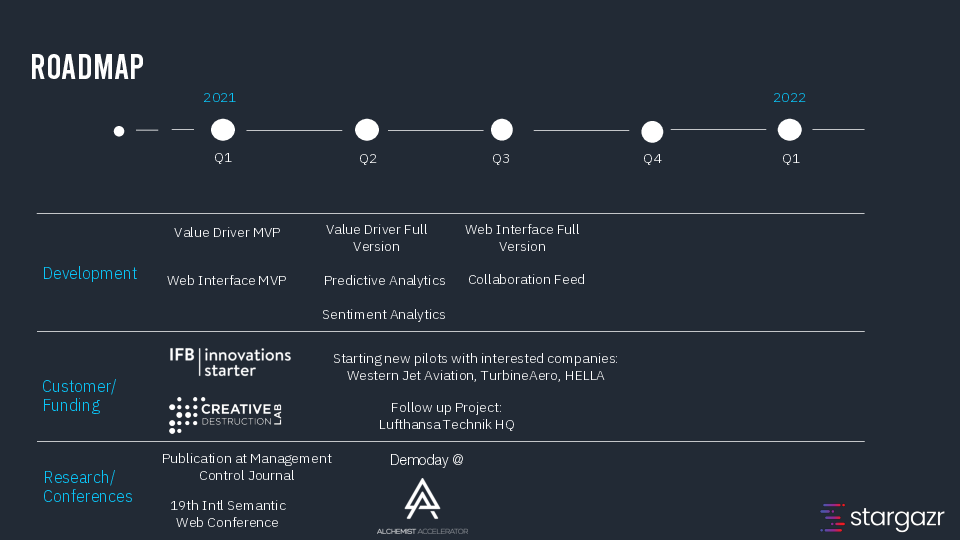 ROADMAP
2021
2022
Q1
Q2
Q3
Q4
Q1
Development
Value Driver MVP
Web Interface MVP
Value Driver Full
Version
Predictive Analytics
Sentiment Analytics
Web Interface Full
Version
Collaboration Feed
Customer/
Funding
IFB innovations
starter
CREATIVE
DESTRUCTION
LAB
Starting new pilots with interested companies:
Western Jet Aviation, TurbineAero, HELLA
Follow up Project:
Lufthansa Technik HQ
Research/
Conferences
Publication at Management
Control Journal
19th Intl Semantic
Web Conference
Demoday @
ALCHEMIST ACCELERATOR
stargazr